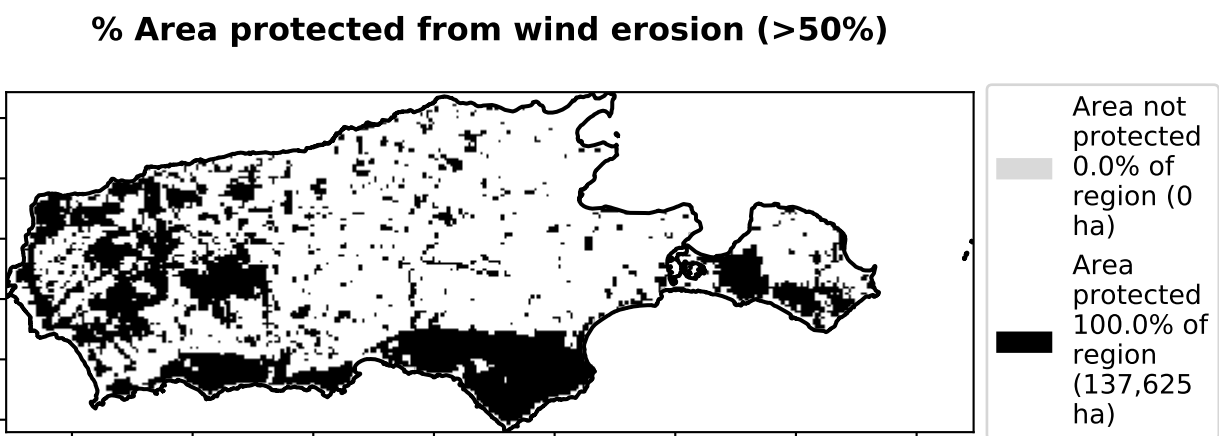 % Area protected from wind erosion (>50%)
Area not
protected
0.0% of
region (0
ha)
Area
protected
100.0% of
region
(137,625
ha)